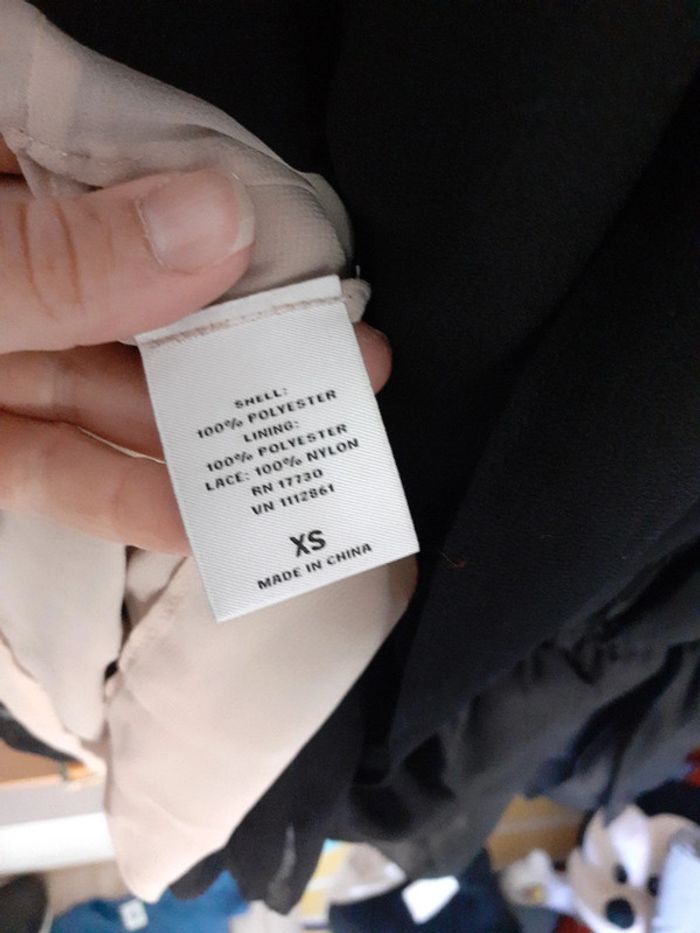 SHELL:
100% POLYESTER
LINING:
100% POLYESTER
LACE: 100% NYLON
RN 17730
VN 1112861
XS
MADE IN CHINA